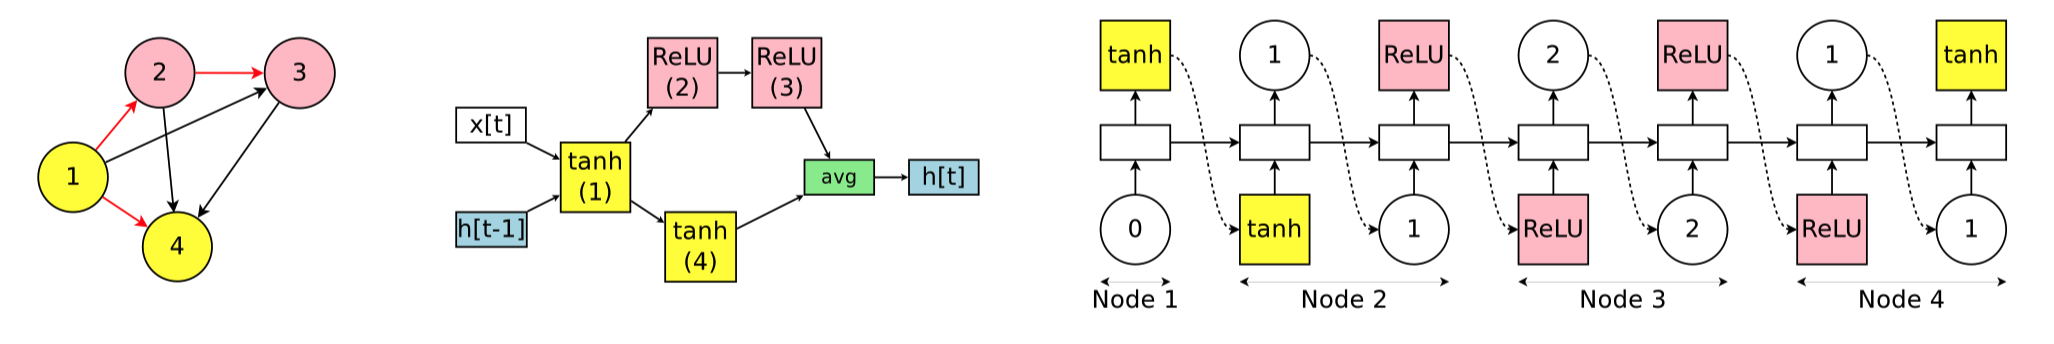 2
3
1
4
x[t]
h[t-1]
tanh
(1)
ReLU
(2)
ReLU
(3)
tanh
(4)
avg
h[t]
tanh
1
ReLU
2
ReLU
1
tanh
0
tanh
1
ReLU
2
ReLU
1
Node 1
Node 2
Node 3
Node 4